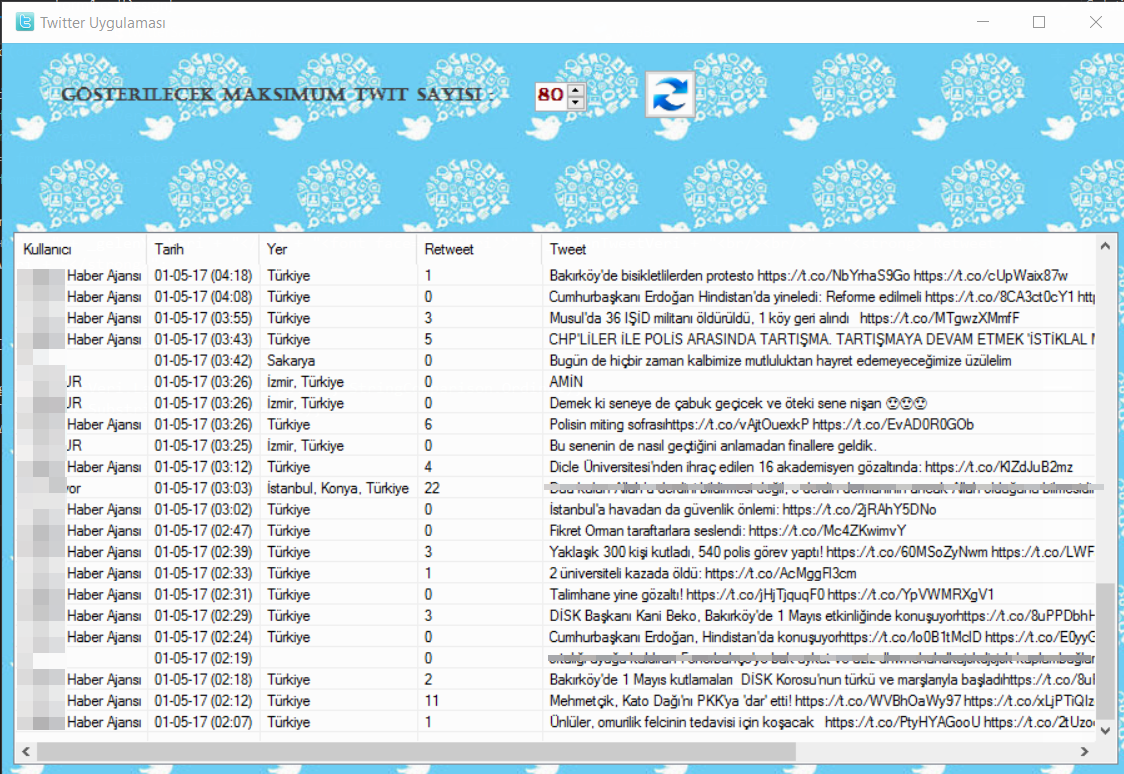 Twitter Uygulaması
GÖSTERILECEK MAKSIMUM TWIT SAYISI : 80
Kullanıcı Tarih Yer Retweet Tweet
Haber Ajansı 01-05-17 (04:18) Türkiye 1 Bakırköy'de bisikletlilerden protesto https://t.co/NbYrhaS9Go https://t.co/cUpWaix87w
Haber Ajansı 01-05-17 (04:08) Türkiye 0 Cumhurbaşkanı Erdoğan Hindistan'da yineledi: Reforme edilmeli https://t.co/8CA3ct0cY1 http
Haber Ajansı 01-05-17 (03:55) Türkiye 3 Musul'da 36 IŞİD militanı öldürüldü, 1 köy geri alındı https://t.co/MTgwzXMmfF
Haber Ajansı 01-05-17 (03:43) Türkiye 5 CHP'LİLER İLE POLİS ARASINDA TARTIŞMA. TARTIŞMAYA DEVAM ETMEK 'İSTİKLAL
01-05-17 (03:42) Sakarya 0 Bugün de hiçbir zaman kalbimize mutluluktan hayret edemeyeceğimize üzülelim
UR 01-05-17 (03:26) İzmir, Türkiye 0 AMİN
UR 01-05-17 (03:26) İzmir, Türkiye 0 Demek ki seneye de çabuk geçicek ve öteki sene nişan
Haber Ajansı 01-05-17 (03:26) Türkiye 6 Polisin miting sofrasıhttps://t.co/vAjtOuexkP https://t.co/EvAD0R0GOb
UR 01-05-17 (03:25) İzmir, Türkiye 0 Bu senenin de nasıl geçtiğini anlamadan finallere geldik.
Haber Ajansı 01-05-17 (03:12) Türkiye 4 Dicle Üniversitesi'nden ihraç edilen 16 akademisyen gözaltında: https://t.co/KlZdJuB2mz
yor 01-05-17 (03:03) İstanbul, Konya, Türkiye 22
Haber Ajansı 01-05-17 (03:02) Türkiye 0 İstanbul'a havadan da güvenlik önlemi: https://t.co/2jRAhY5DNo
Haber Ajansı 01-05-17 (02:47) Türkiye 0 Fikret Orman taraftarlara seslendi: https://t.co/Mc4ZKwimvY
Haber Ajansı 01-05-17 (02:39) Türkiye 3 Yaklaşık 300 kişi kutladı, 540 polis görev yaptı! https://t.co/60MSoZyNwm https://t.co/LWF
Haber Ajansı 01-05-17 (02:33) Türkiye 1 2 üniversiteli kazada öldü: https://t.co/AcMggFl3cm
Haber Ajansı 01-05-17 (02:31) Türkiye 0 Talimhane yine gözaltı! https://t.co/jHjTjquqF0 https://t.co/YpVWMRXgV1
Haber Ajansı 01-05-17 (02:29) Türkiye 3 DİSK Başkanı Kani Beko, Bakırköy'de 1 Mayıs etkinliğinde konuşuyorhttps://t.co/8uPPDbhH
Haber Ajansı 01-05-17 (02:24) Türkiye 0 Cumhurbaşkanı Erdoğan, Hindistan'da konuşuyorhttps://t.co/Io0B1tMcID https://t.co/E0yyG
01-05-17 (02:19) 0
Haber Ajansı 01-05-17 (02:18) Türkiye 2 Bakırköy'de 1 Mayıs kutlamaları DİSK Korosu'nun türkü ve marşlarıyla başladıhttps://t.co/8ul
Haber Ajansı 01-05-17 (02:12) Türkiye 11 Mehmetçik, Kato Dağı'nı PKK'ya 'dar' etti! https://t.co/WVBhOaWy97 https://t.co/xLjPTiQIz
Haber Ajansı 01-05-17 (02:07) Türkiye 1 Ünlüler, omurilik felcinin tedavisi için koşacak https://t.co/PtyHYAGooU https://t.co/2tUzo